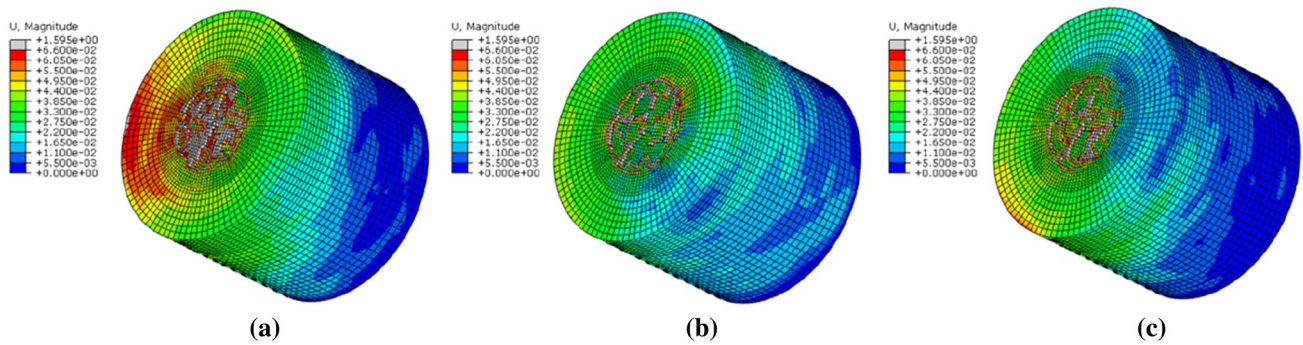 U, Magnitude
+1.595e+00
+6.600e-02
+6.050e-02
+5.500e-02
+4.950e-02
+4.400e-02
+3.850e-02
+3.300e-02
+2.750e-02
+2.200e-02
+1.650e-02
+1.100e-02
+5.500e-03
+0.000e+00
(a)
U, Magnitude
+1.595e+00
+6.600e-02
+6.050e-02
+5.500e-02
+4.950e-02
+4.400e-02
+3.850e-02
+3.300e-02
+2.750e-02
+2.200e-02
+1.650e-02
+1.100e-02
+5.500e-03
+0.000e+00
(b)
U, Magnitude
+1.595e+00
+6.600e-02
+6.050e-02
+5.500e-02
+4.950e-02
+4.400e-02
+3.850e-02
+3.300e-02
+2.750e-02
+2.200e-02
+1.650e-02
+1.100e-02
+5.500e-03
+0.000e+00
(c)